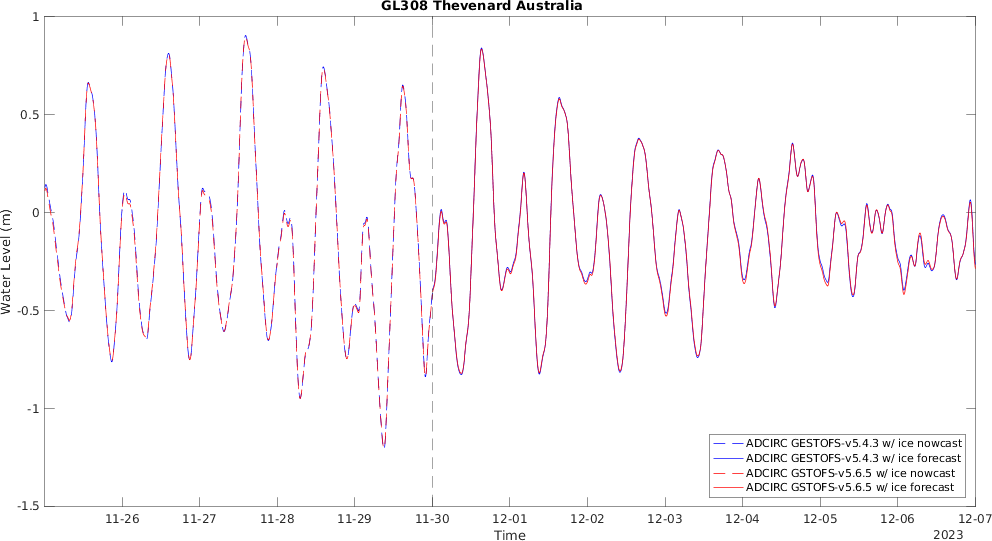 GL308 Thevenard Australia
1
0.5
0
-0.5
-1
-1.5
Water Level (m)
ADCIRC GESTOFS-v5.4.3 w/ ice nowcast
ADCIRC GESTOFS-v5.4.3 w/ ice forecast
ADCIRC GSTOFS-v5.6.5 w/ ice nowcast
ADCIRC GSTOFS-v5.6.5 w/ ice forecast
11-26 11-27 11-28 11-29 11-30 12-01 12-02 12-03 12-04 12-05 12-06 12-07
Time
2023